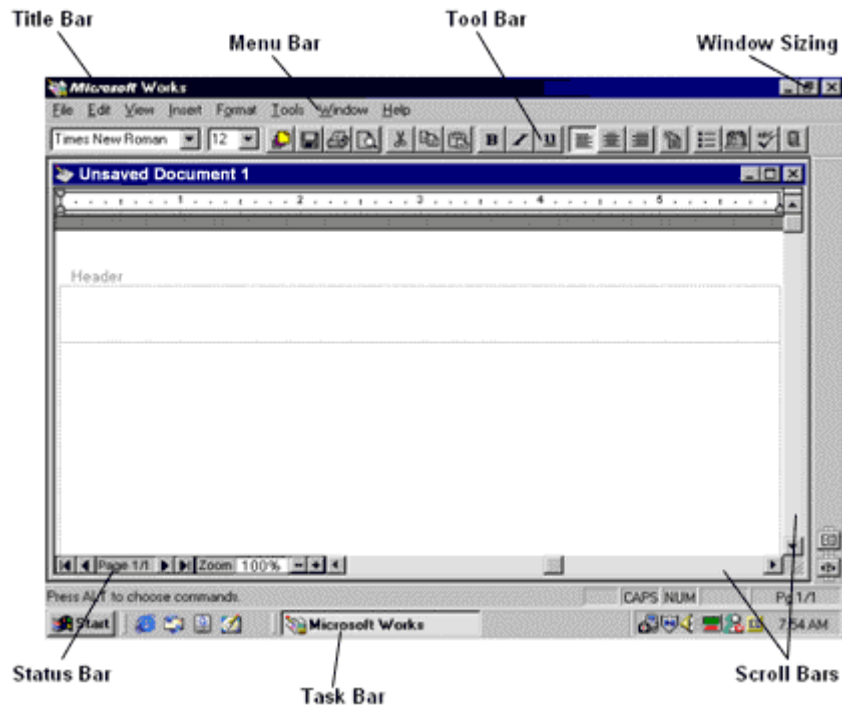 Title Bar
Menu Bar
Tool Bar
Window Sizing
Microsoft Works
File Edit View Insert Format Tools Window Help
Times New Roman 12 B I U
Unsaved Document 1
1 2 3 4 5
Header
Page 1/1 Zoom 100%
Press ALT to choose commands. CAPS NUM Pg 1/1
Start Microsoft Works 7:54 AM
Status Bar
Task Bar
Scroll Bars